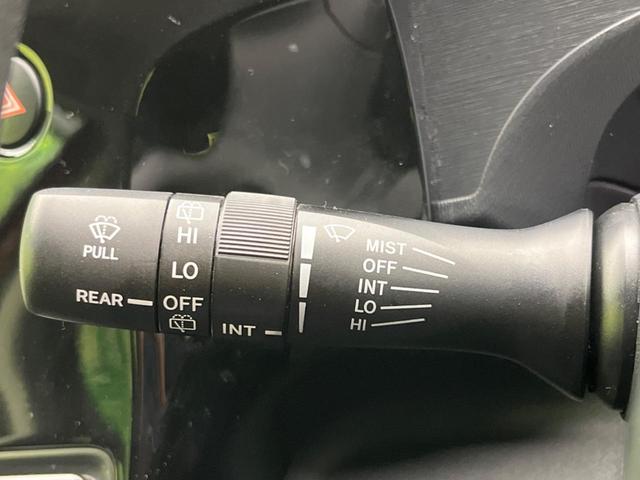 PULL
REAR
HI
LO
OFF
INT
MIST
OFF
INT
LO
HI